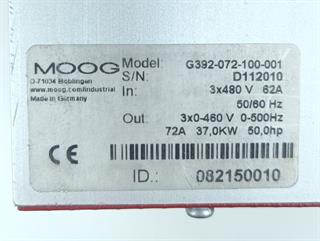 MOOG
D-71034 Böblingen
www.moog.com/industrial
Made in Germany
Model: G392-072-100-001
S/N: D112010
In: 3x480 V 62A
50/60 Hz
Out: 3x0-460 V 0-500Hz
72A 37,0KW 50,0hp
CE
ID.: 082150010